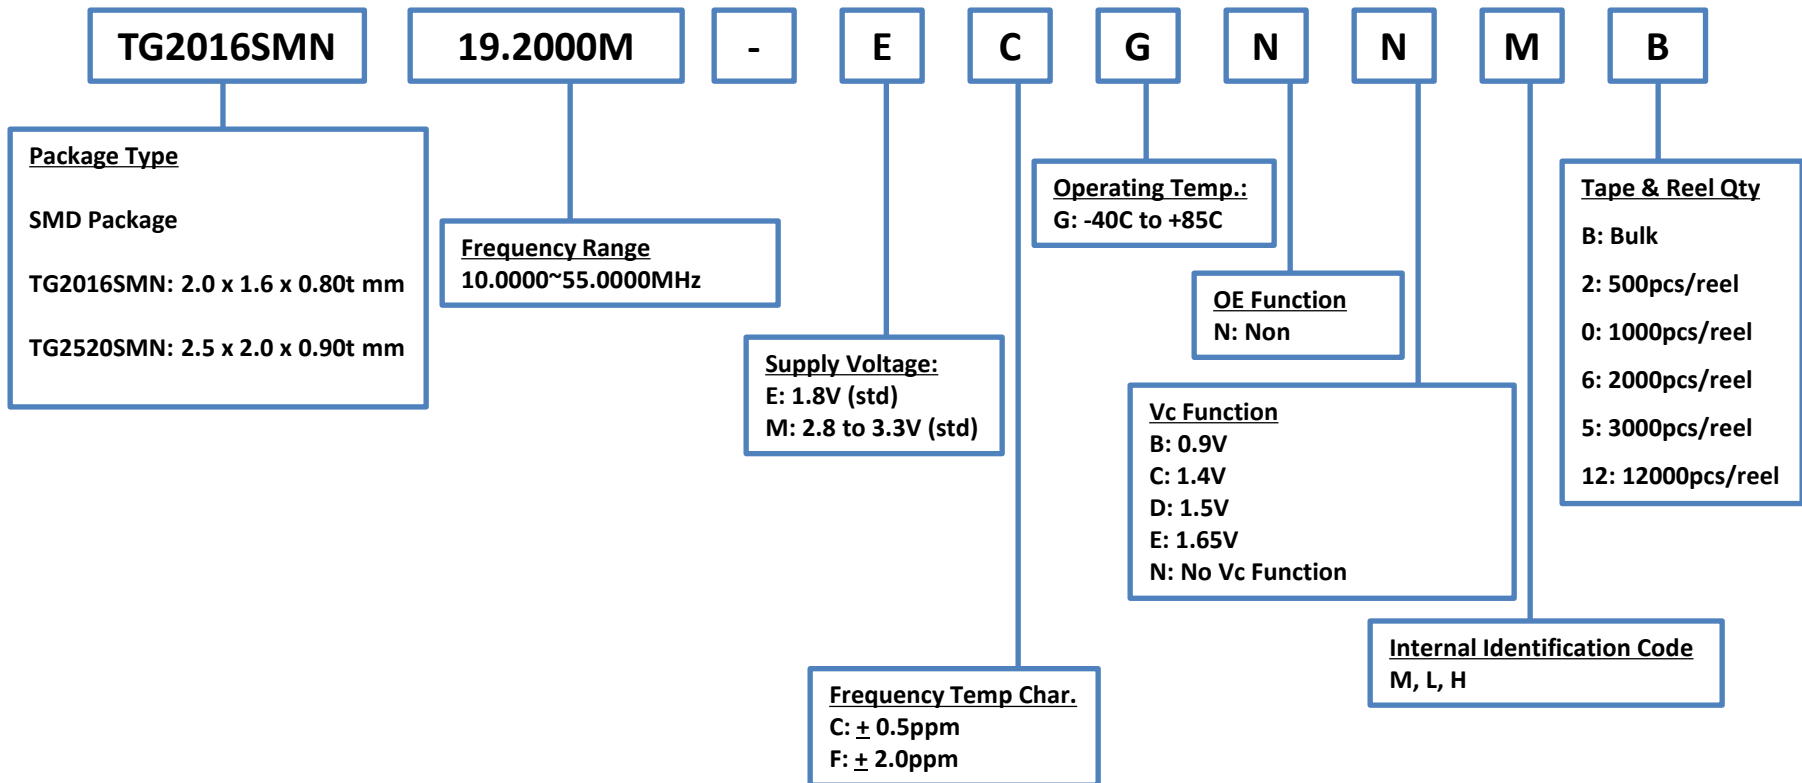 TG2016SMN 19.2000M - E C G N N M B
Package Type
SMD Package
TG2016SMN: 2.0 x 1.6 x 0.80t mm
TG2520SMN: 2.5 x 2.0 x 0.90t mm
Frequency Range
10.0000~55.0000MHz
Supply Voltage:
E: 1.8V (std)
M: 2.8 to 3.3V (std)
Frequency Temp Char.
C: ± 0.5ppm
F: ± 2.0ppm
Operating Temp.:
G: -40C to +85C
OE Function
N: Non
Vc Function
B: 0.9V
C: 1.4V
D: 1.5V
E: 1.65V
N: No Vc Function
Internal Identification Code
M, L, H
Tape & Reel Qty
B: Bulk
2: 500pcs/reel
0: 1000pcs/reel
6: 2000pcs/reel
5: 3000pcs/reel
12: 12000pcs/reel